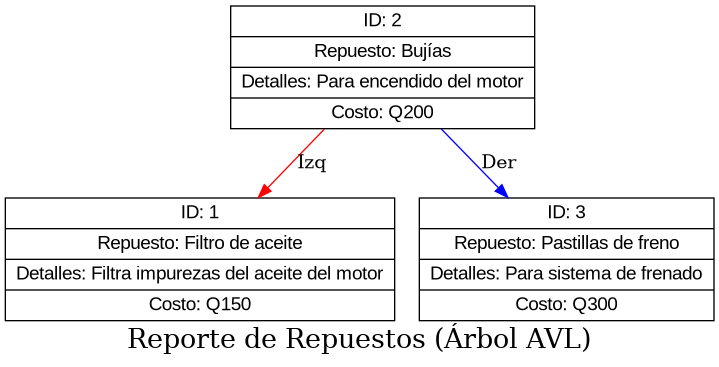 ID: 2
Repuesto: Bujías
Detalles: Para encendido del motor
Costo: Q200
Izq
Der
ID: 1
Repuesto: Filtro de aceite
Detalles: Filtra impurezas del aceite del motor
Costo: Q150
ID: 3
Repuesto: Pastillas de freno
Detalles: Para sistema de frenado
Costo: Q300
Reporte de Repuestos (Árbol AVL)